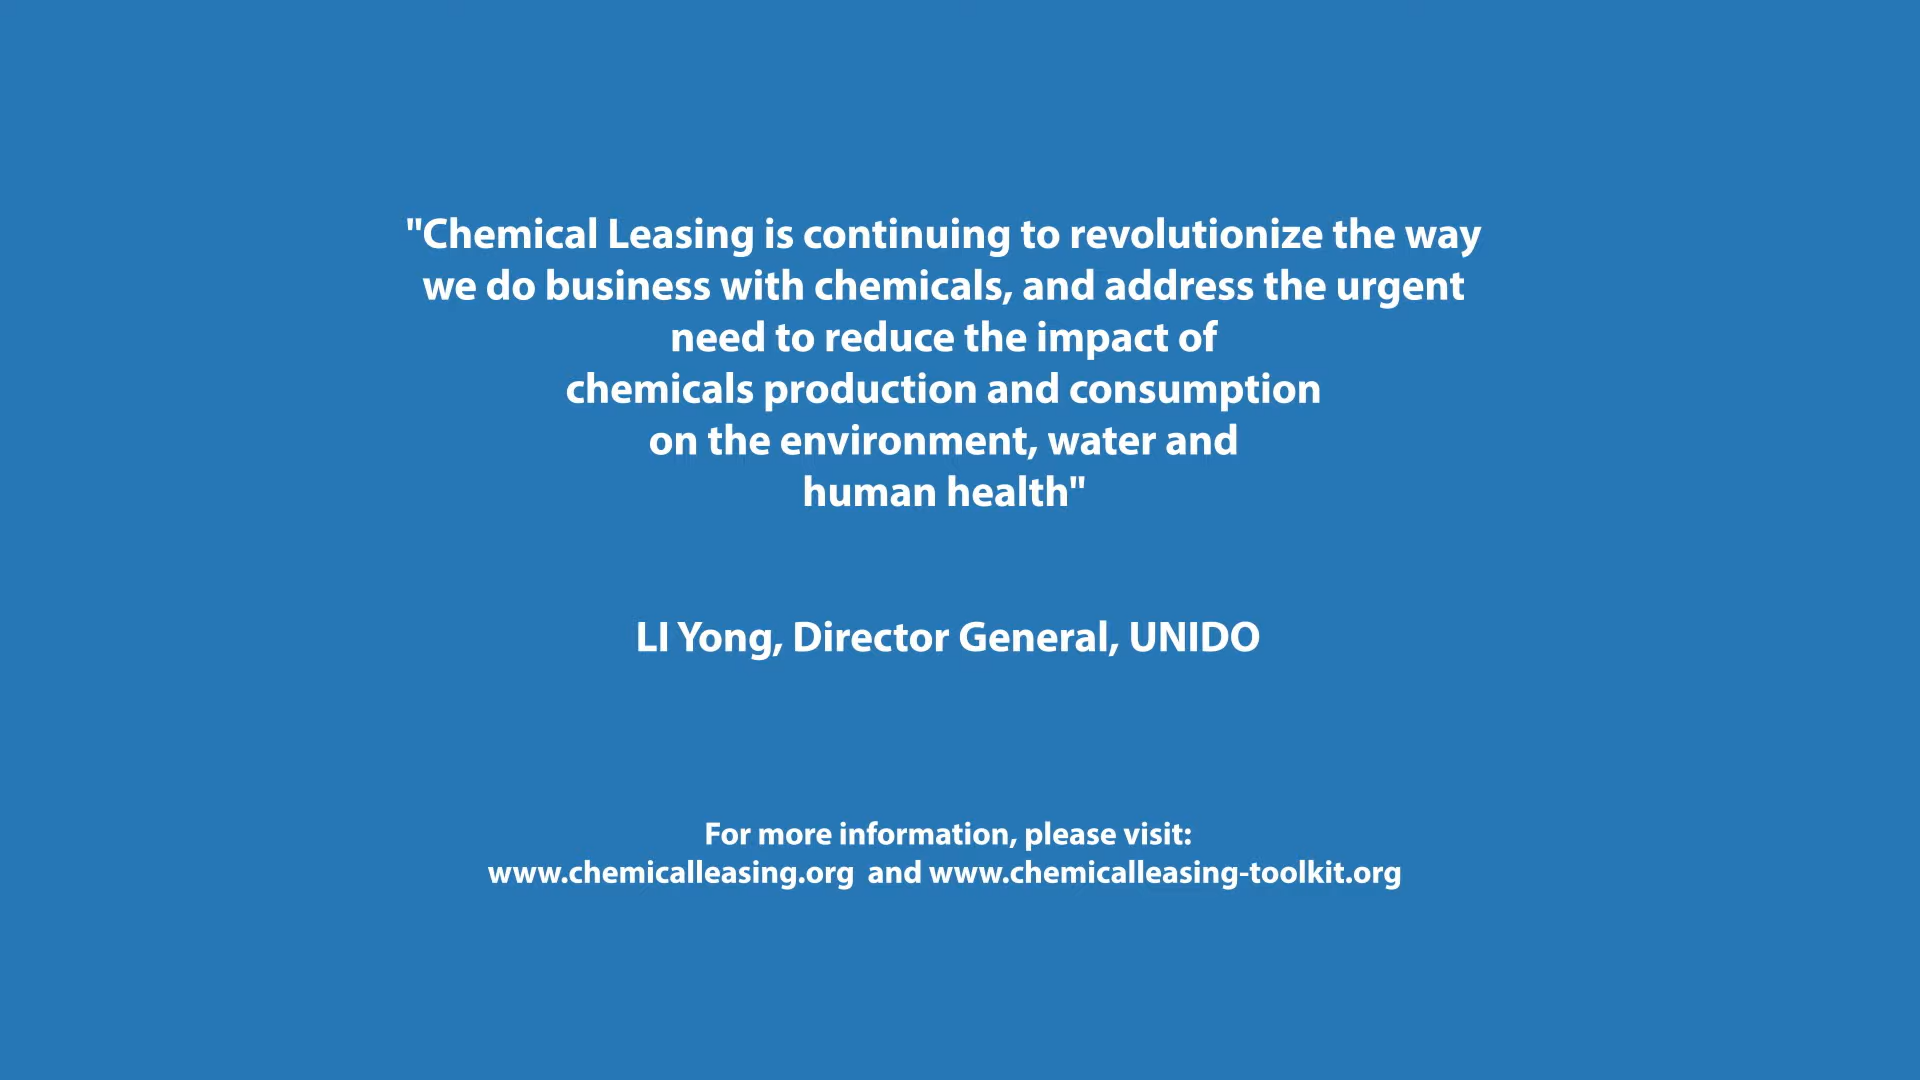 "Chemical Leasing is continuing to revolutionize the way
we do business with chemicals, and address the urgent
need to reduce the impact of
chemicals production and consumption
on the environment, water and
human health"
LI Yong, Director General, UNIDO
For more information, please visit:
www.chemicalleasing.org  and www.chemicalleasing-toolkit.org